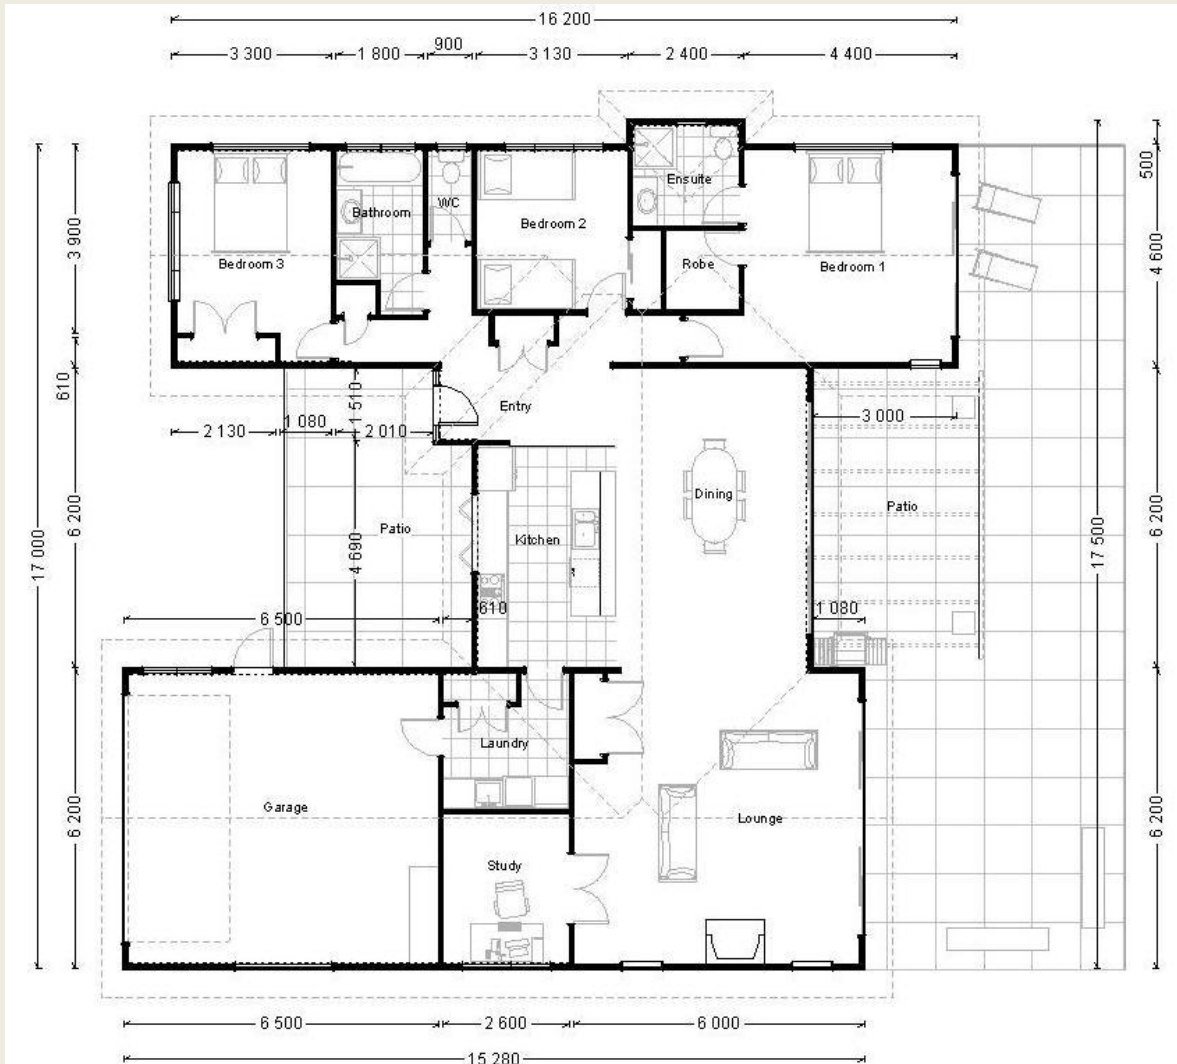 16 200
3 300
1 800
900
3 130
2 400
4 400
500
Ensuite
WC
Bathroom
Bedroom 2
3 900
4 600
Bedroom 3
Robe
Bedroom 1
610
1 510
Entry
3 000
2 130
1 080
2 010
Dining
Patio
Patio
6 200
17 000
4 690
Kitchen
17 500
6 200
6 500
610
1 080
Laundry
Garage
Lounge
6 200
6 200
Study
6 500
2 600
6 000
15 280